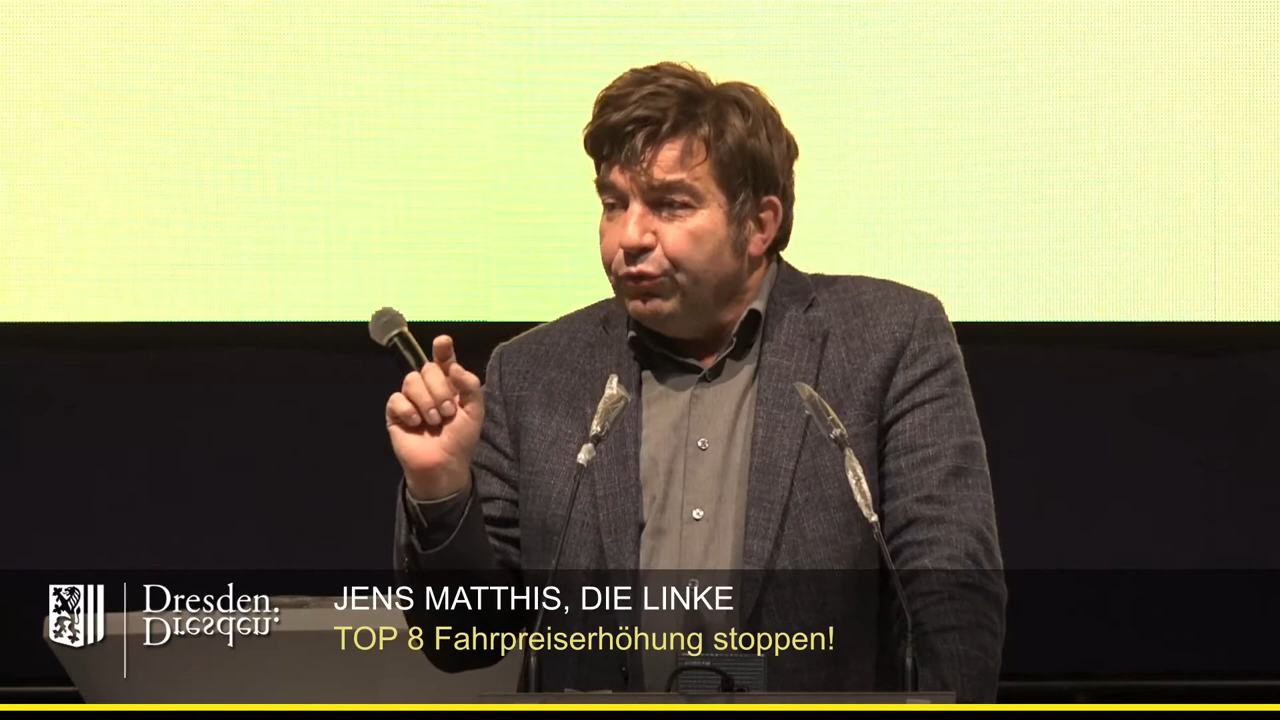 Dresden.
Dresden.
JENS MATTHIS, DIE LINKE
TOP 8 Fahrpreiserhöhung stoppen!